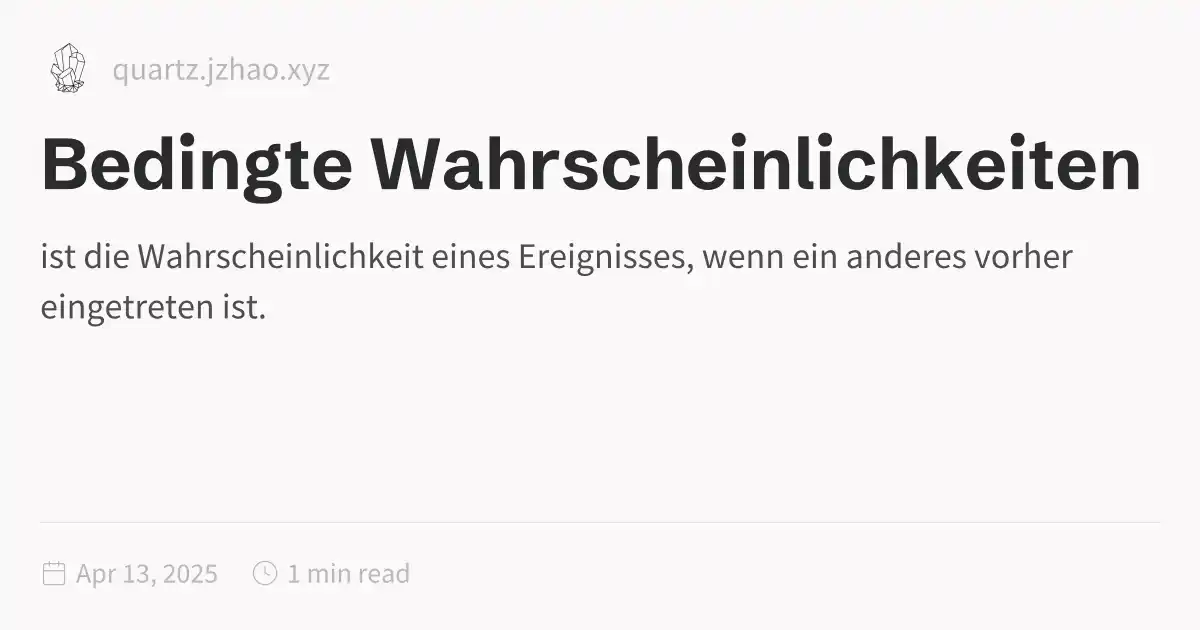 quartz.jzhao.xyz
Bedingte Wahrscheinlichkeiten
ist die Wahrscheinlichkeit eines Ereignisses, wenn ein anderes vorher
eingetreten ist.
Apr 13, 2025 1 min read